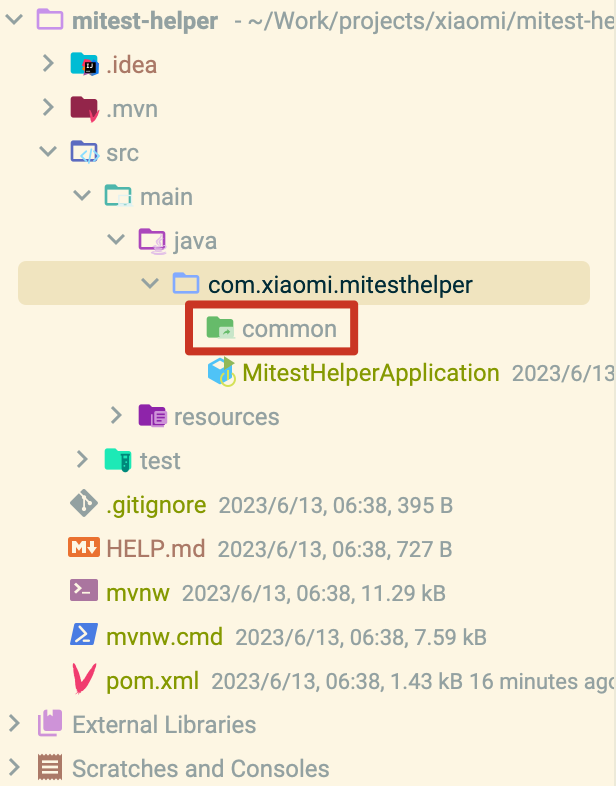 mitest-helper - ~/Work/projects/xiaomi/mitest-he
.idea
.mvn
src
main
java
com.xiaomi.mitesthelper
common
MitestHelperApplication 2023/6/13
resources
test
.gitignore 2023/6/13, 06:38, 395 B
HELP.md 2023/6/13, 06:38, 727 B
mvnw 2023/6/13, 06:38, 11.29 kB
mvnw.cmd 2023/6/13, 06:38, 7.59 kB
pom.xml 2023/6/13, 06:38, 1.43 kB 16 minutes ago
External Libraries
Scratches and Consoles